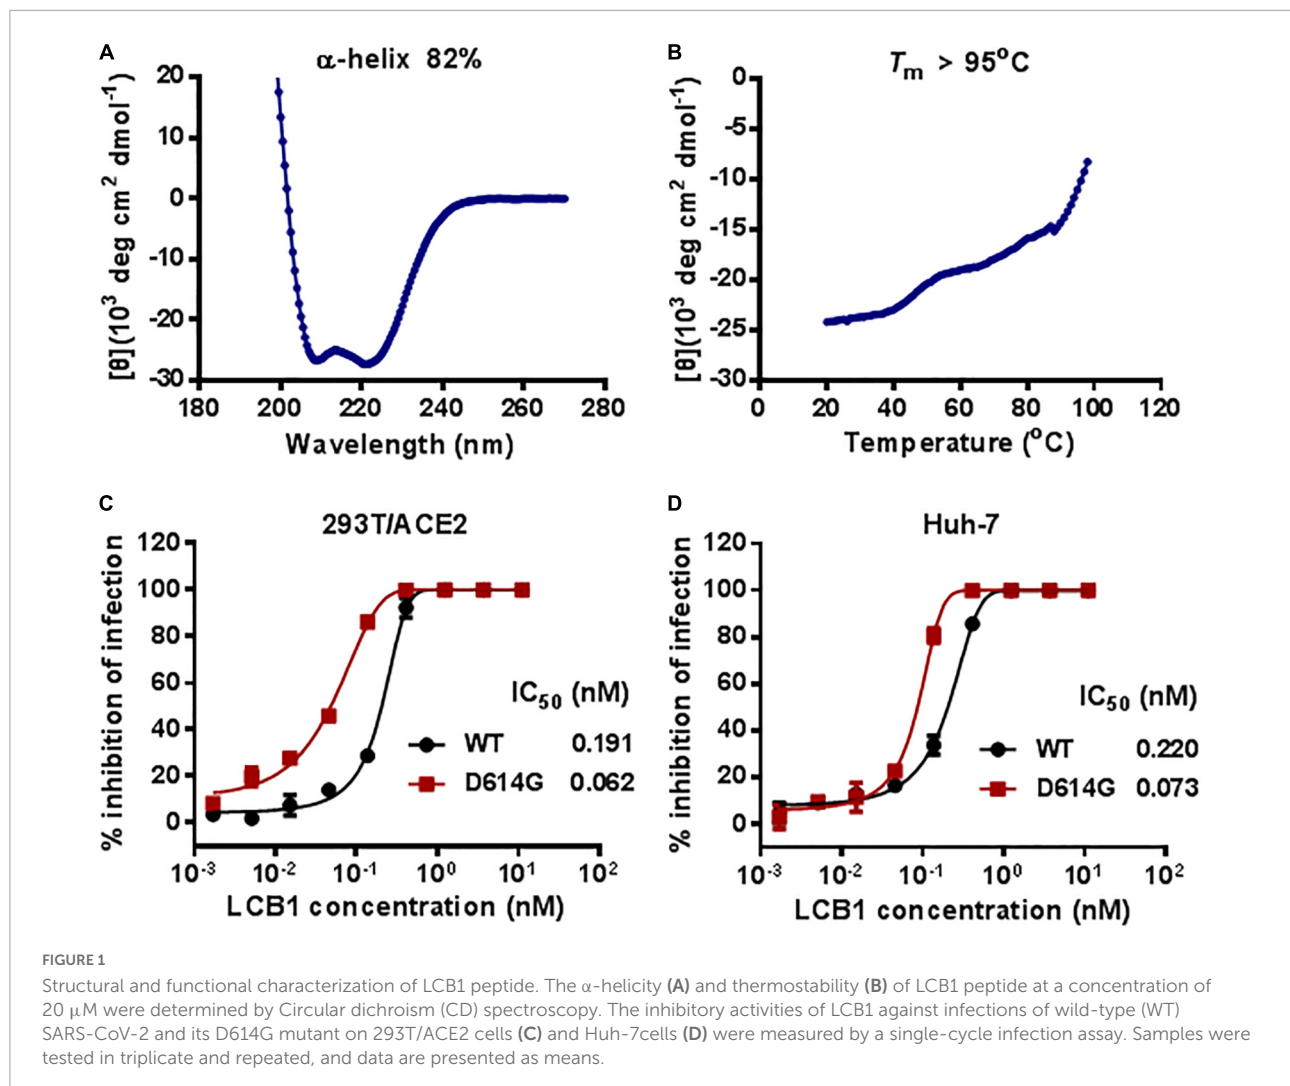 A
α-helix 82%
[θ](10³ deg cm² dmol⁻¹)
20
10
0
-10
-20
-30
180 200 220 240 260 280
Wavelength (nm)
B
Tm > 95°C
[θ](10³ deg cm² dmol⁻¹)
0
-5
-10
-15
-20
-25
-30
0 20 40 60 80 100 120
Temperature (°C)
C
293T/ACE2
% inhibition of infection
120
100
80
60
40
20
0
IC₅₀ (nM)
WT 0.191
D614G 0.062
10⁻³ 10⁻² 10⁻¹ 10⁰ 10¹ 10²
LCB1 concentration (nM)
D
Huh-7
% inhibition of infection
120
100
80
60
40
20
0
IC₅₀ (nM)
WT 0.220
D614G 0.073
10⁻³ 10⁻² 10⁻¹ 10⁰ 10¹ 10²
LCB1 concentration (nM)
FIGURE 1
Structural and functional characterization of LCB1 peptide. The α-helicity (A) and thermostability (B) of LCB1 peptide at a concentration of
20 μM were determined by Circular dichroism (CD) spectroscopy. The inhibitory activities of LCB1 against infections of wild-type (WT)
SARS-CoV-2 and its D614G mutant on 293T/ACE2 cells (C) and Huh-7cells (D) were measured by a single-cycle infection assay. Samples were
tested in triplicate and repeated, and data are presented as means.